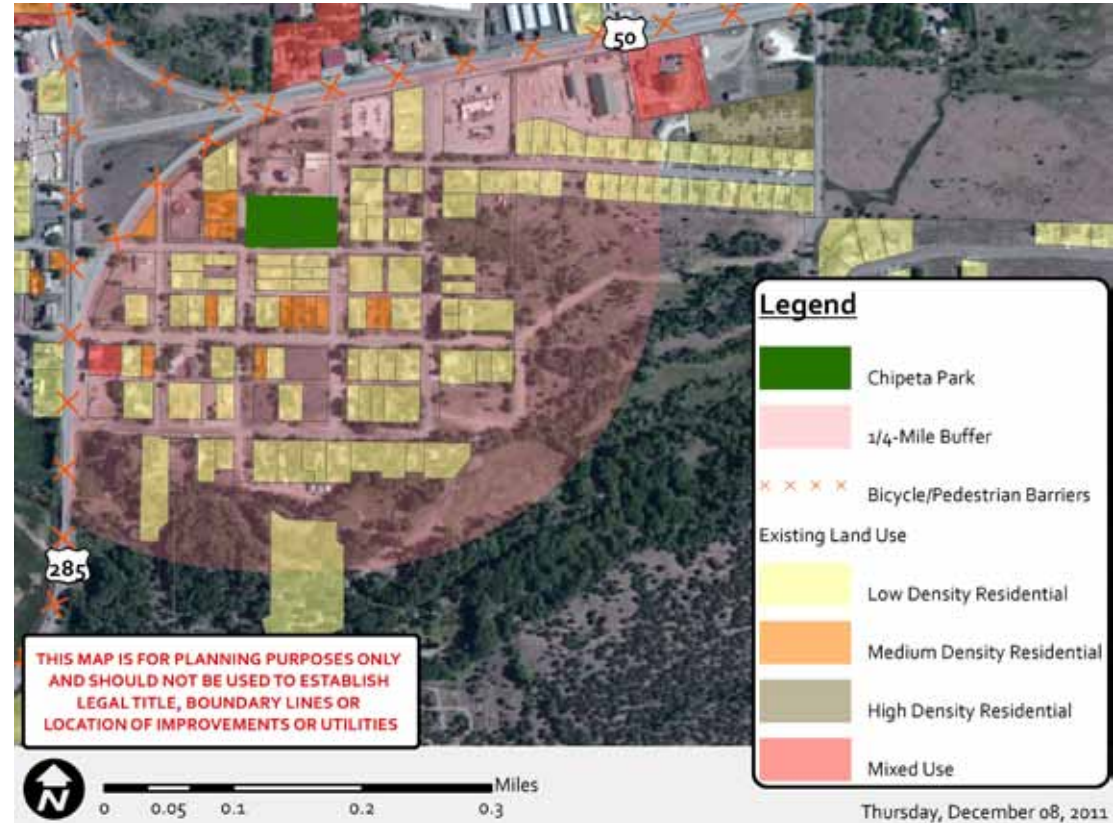 50
285
Legend
Chipeta Park
1/4-Mile Buffer
Bicycle/Pedestrian Barriers
Existing Land Use
Low Density Residential
Medium Density Residential
High Density Residential
Mixed Use
THIS MAP IS FOR PLANNING PURPOSES ONLY
AND SHOULD NOT BE USED TO ESTABLISH
LEGAL TITLE, BOUNDARY LINES OR
LOCATION OF IMPROVEMENTS OR UTILITIES
N
Miles
0 0.05 0.1 0.2 0.3
Thursday, December 08, 2011